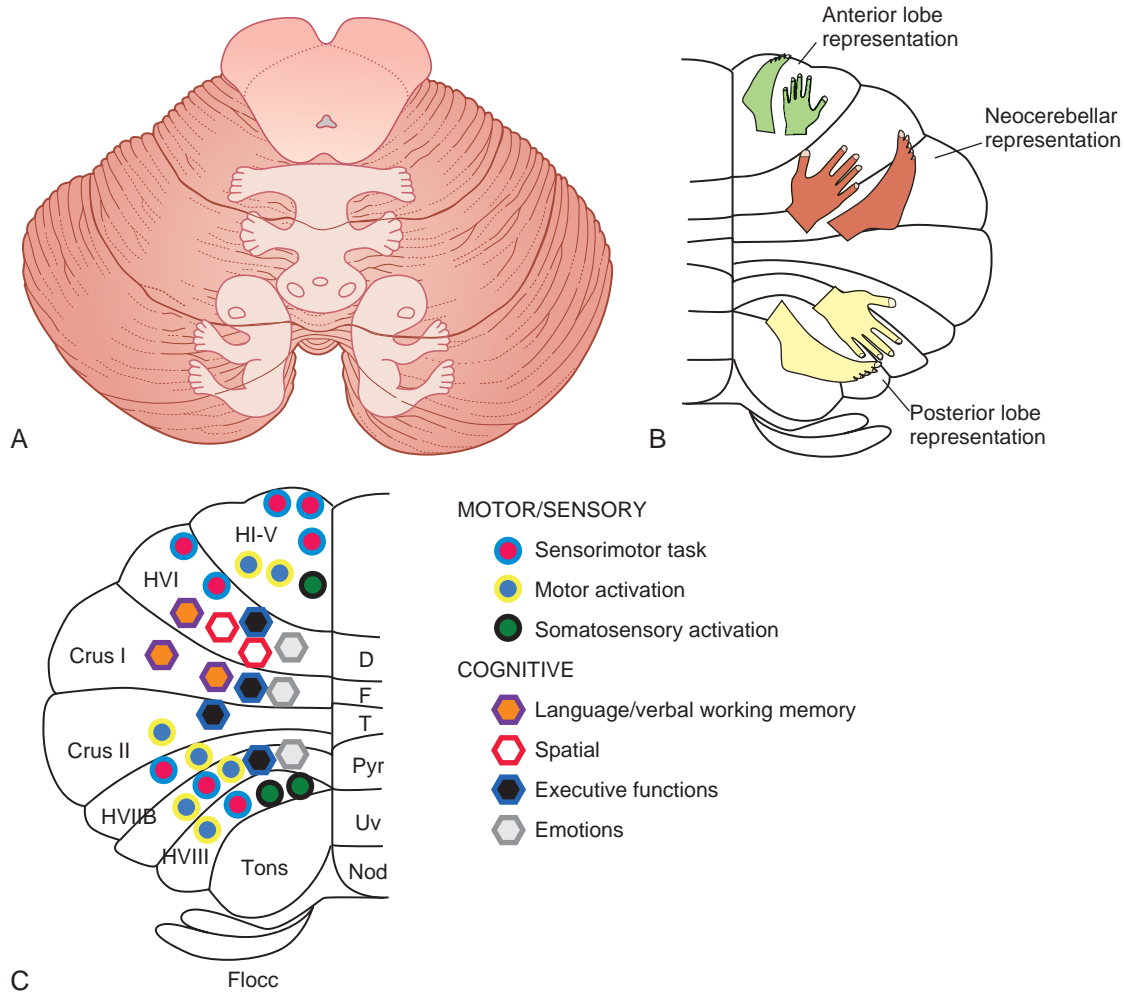 Anterior lobe
representation
Neocerebellar
representation
Posterior lobe
representation
A
B
HI-V
HVI
Crus I
Crus II
HVIIB
HVIII
Tons
D
F
T
Pyr
Uv
Nod
Flocc
C
MOTOR/SENSORY
Sensorimotor task
Motor activation
Somatosensory activation
COGNITIVE
Language/verbal working memory
Spatial
Executive functions
Emotions